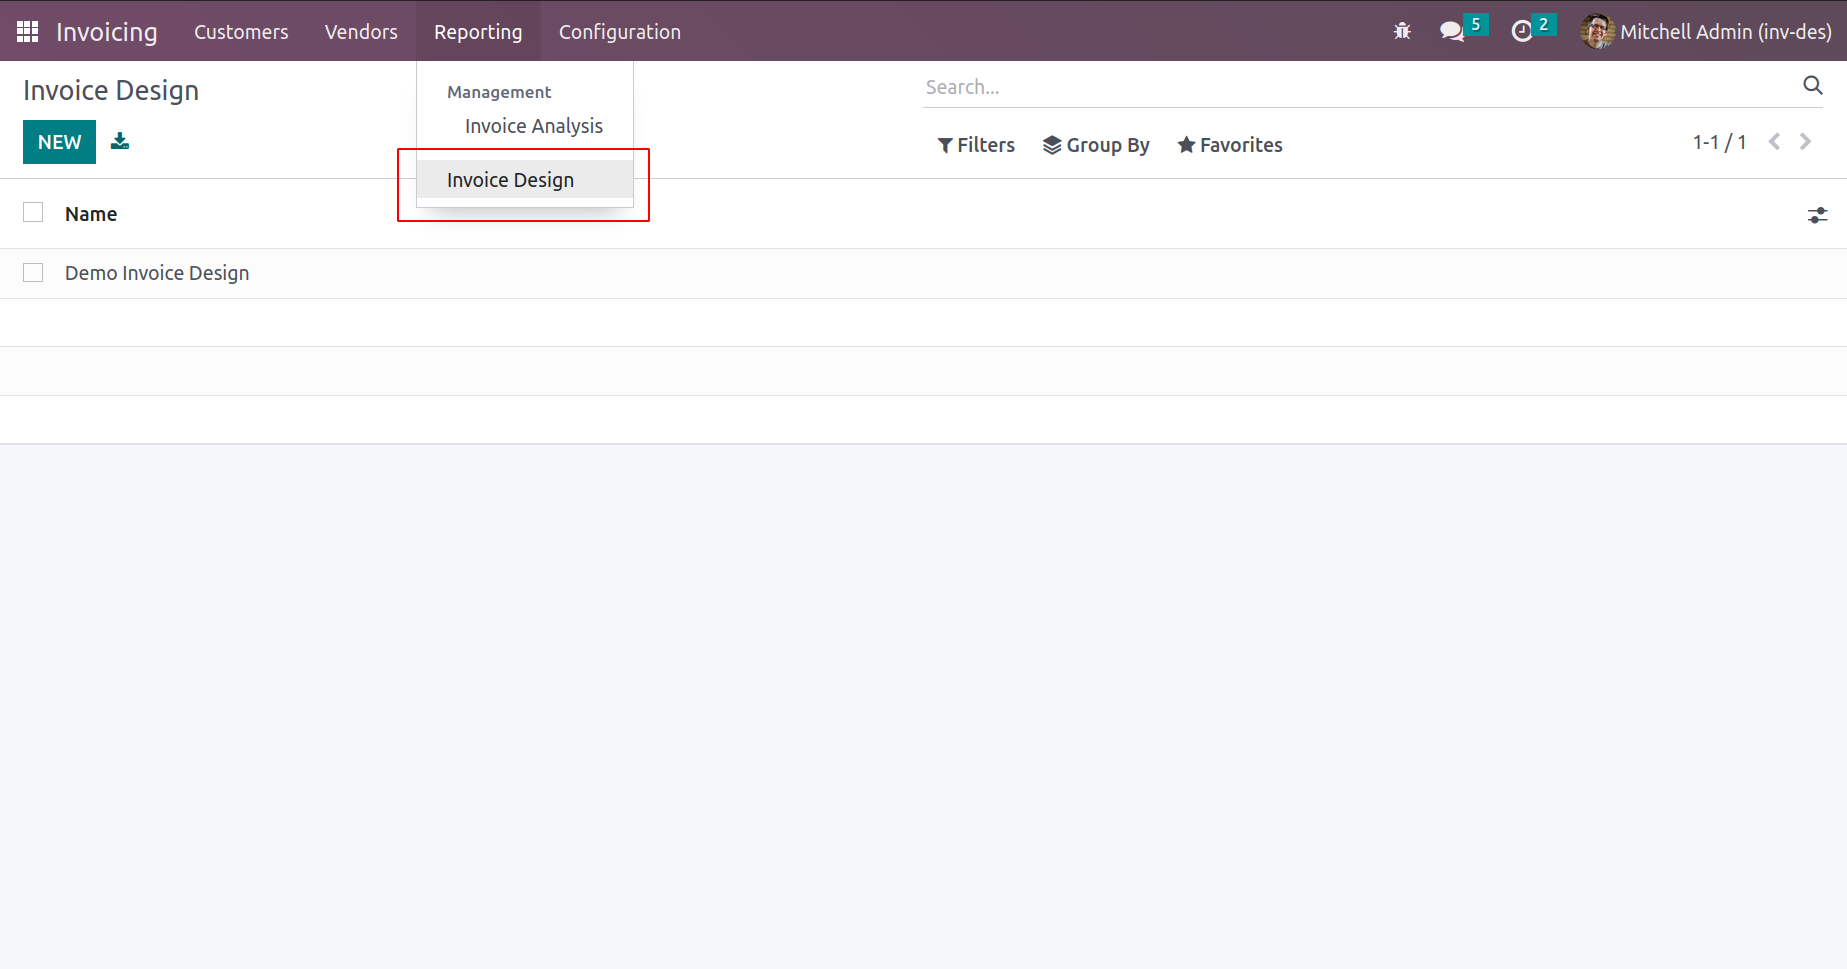 Invoicing Customers Vendors Reporting Configuration 5 2 Mitchell Admin (inv-des)
Invoice Design
Search...
Management
Invoice Analysis
NEW
Filters Group By Favorites 1-1 / 1
Invoice Design
Name
Demo Invoice Design